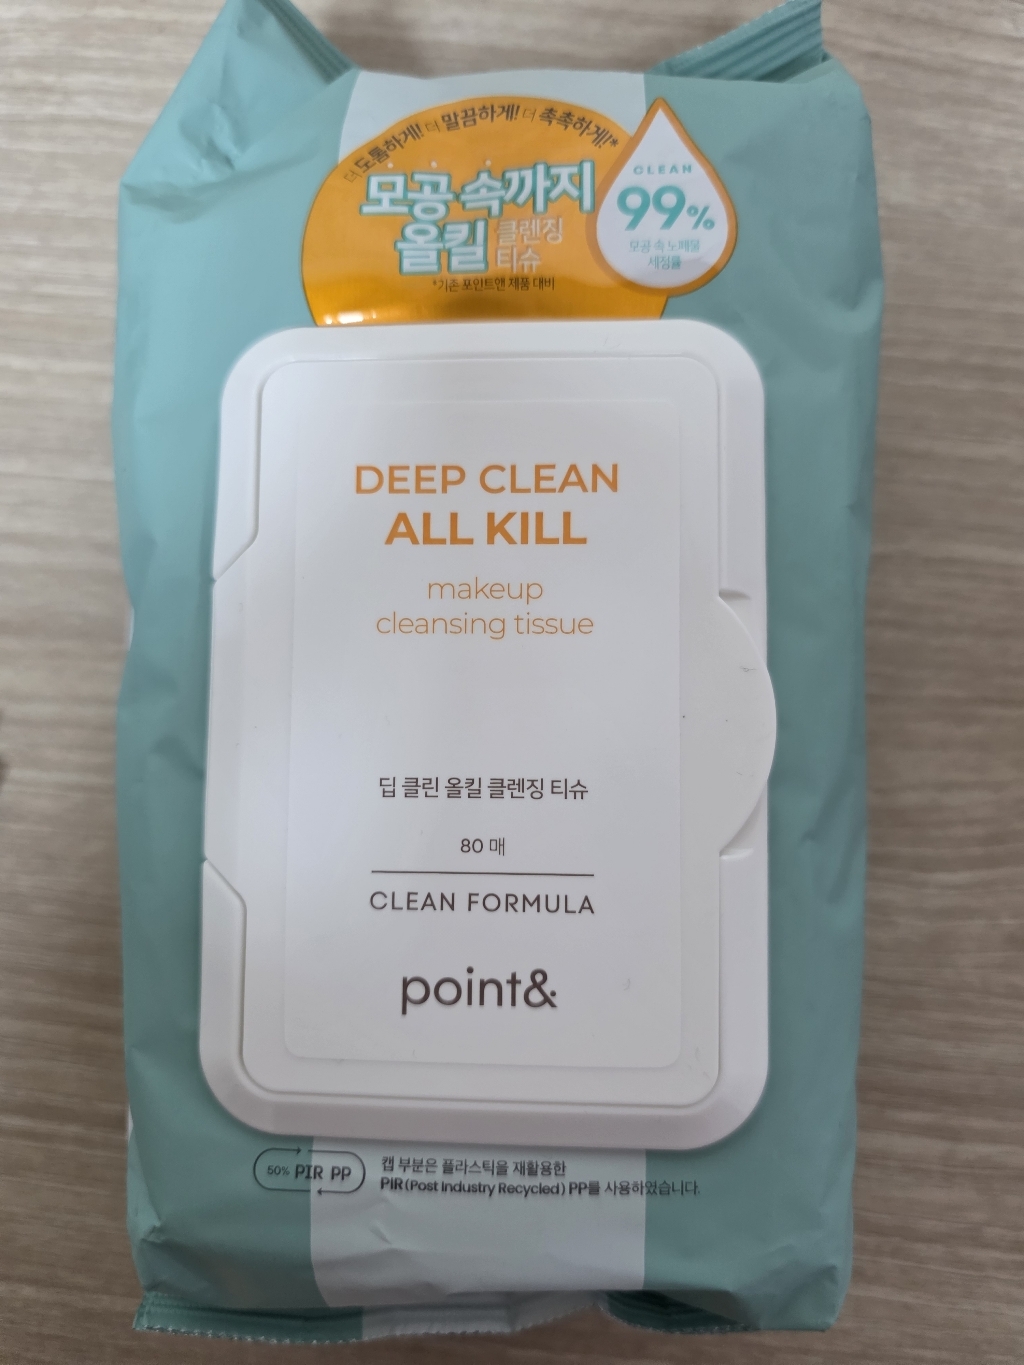 더 도톰하게! 더 말끔하게! 더 촉촉하게!*
모공 속까지
올킬 클렌징
티슈
*기존 포인트앤 제품 대비
CLEAN
99%
모공 속 노폐물
세정률
DEEP CLEAN
ALL KILL
makeup
cleansing tissue
딥 클린 올킬 클렌징 티슈
80 매
CLEAN FORMULA
point&
50% PIR PP
캡 부분은 플라스틱을 재활용한
PIR(Post Industry Recycled) PP를 사용하였습니다.